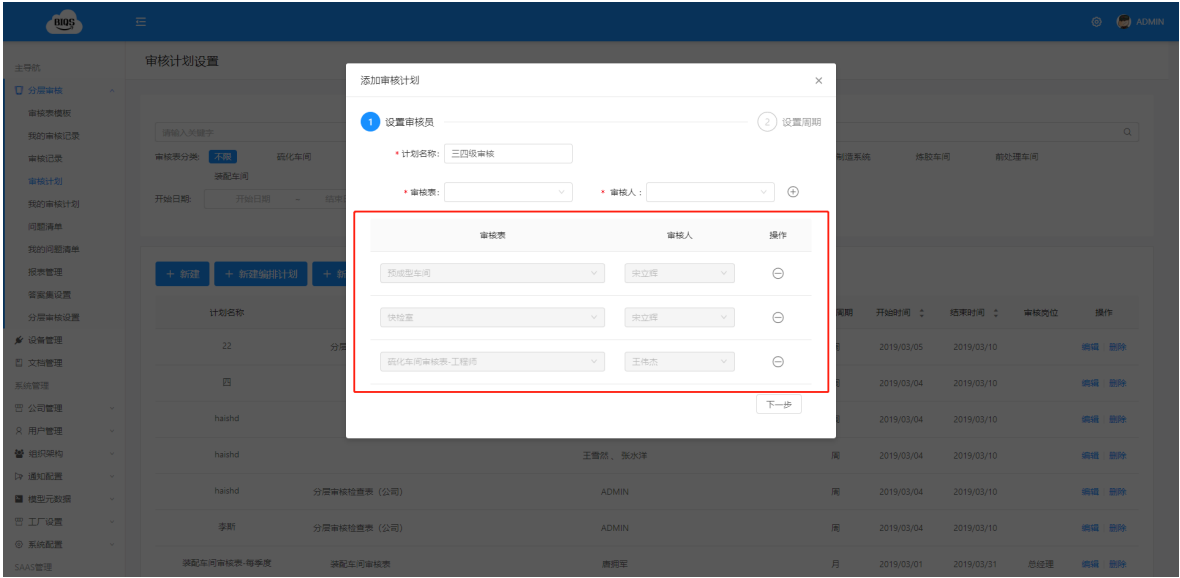 BIQS
ADMIN
主导航
分层审核
审核表模板
我的审核记录
审核记录
审核计划
我的审核计划
问题清单
我的问题清单
报表管理
答案集设置
分层审核设置
设备管理
文档管理
系统管理
公司管理
用户管理
组织架构
通知配置
模型元数据
工厂设置
系统配置
SAAS管理
审核计划设置
请输入关键字
审核表分类: 不限 硫化车间 制造系统 炼胶车间 前处理车间
装配车间
开始日期: 开始日期 ~ 结束
+ 新建 + 新建编排计划 + 新
添加审核计划 ×
1 设置审核员 2 设置周期
* 计划名称: 三四级审核
* 审核表: * 审核人:
审核表 审核人 操作
预成型车间 宋立辉
快检室 宋立辉
硫化车间审核表-工程师 王伟杰
下一步
计划名称 周期 开始时间 结束时间 审核岗位 操作
22 分层 周 2019/03/05 2019/03/10 编辑 删除
四 周 2019/03/04 2019/03/10 编辑 删除
haishd 周 2019/03/04 2019/03/10 编辑 删除
haishd 王雪然 、 张水洋 周 2019/03/04 2019/03/10 编辑 删除
haishd 分层审核检查表 (公司) ADMIN 周 2019/03/04 2019/03/10 编辑 删除
李昕 分层审核检查表 (公司) ADMIN 周 2019/03/04 2019/03/10 编辑 删除
装配车间审核表-每季度 装配车间审核表 唐拥军 月 2019/03/01 2019/03/31 总经理 编辑 删除